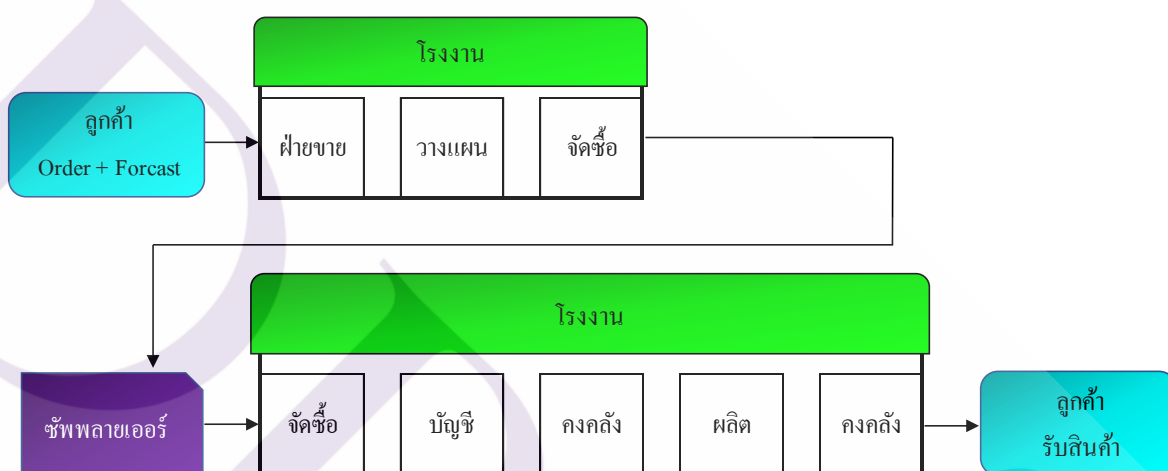 โรงงาน
ลูกค้า
Order + Forcast
ฝ่ายขาย
วางแผน
จัดซื้อ
โรงงาน
ซัพพลายเออร์
จัดซื้อ
บัญชี
คงคลัง
ผลิต
คงคลัง
ลูกค้า
รับสินค้า